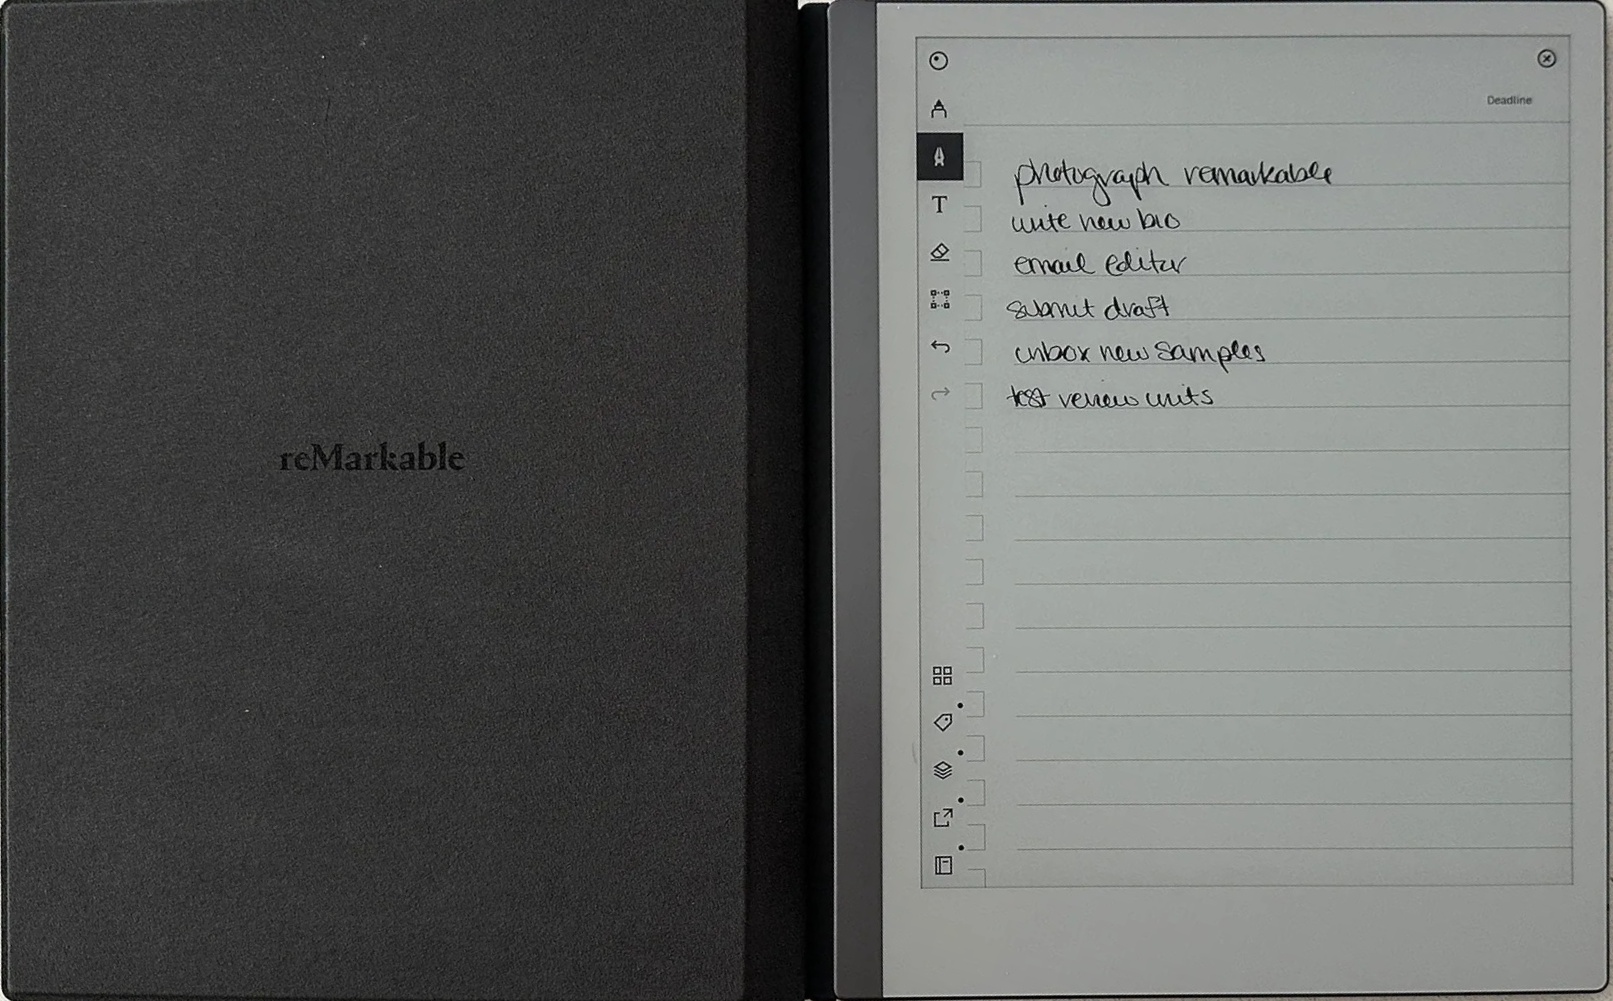 reMarkable
Deadline
photograph remarkable
write new bio
email editor
submit draft
unbox new samples
test review units